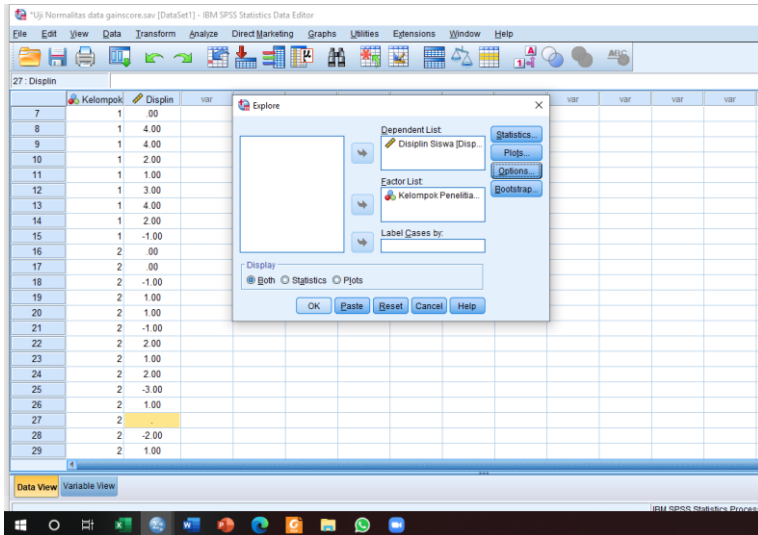 *Uji Normalitas data gainscore.sav [DataSet1] - IBM SPSS Statistics Data Editor
File Edit View Data Transform Analyze Direct Marketing Graphs Utilities Extensions Window Help
27 : Displin
Kelompok Displin var var var var var
7 1 .00
8 1 4.00
9 1 4.00
10 1 2.00
11 1 1.00
12 1 3.00
13 1 4.00
14 1 2.00
15 1 -1.00
16 2 .00
17 2 .00
18 2 -1.00
19 2 1.00
20 2 1.00
21 2 -1.00
22 2 2.00
23 2 1.00
24 2 2.00
25 2 -3.00
26 2 1.00
27 2 .
28 2 -2.00
29 2 1.00
Explore
Dependent List:
Disiplin Siswa [Disp...
Factor List:
Kelompok Penelitia...
Label Cases by:
Statistics...
Plots...
Options...
Bootstrap...
Display
Both Statistics Plots
OK Paste Reset Cancel Help
Data View Variable View
IBM SPSS Statistics Proces